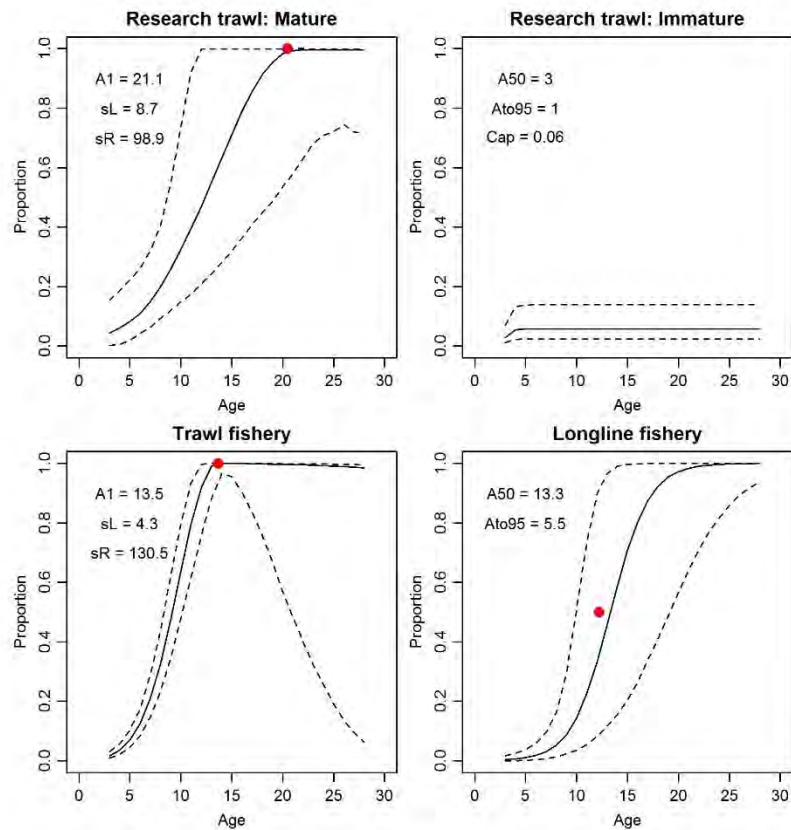 Research trawl: Mature
A1 = 21.1
sL = 8.7
sR = 98.9
Proportion
0.0 0.2 0.4 0.6 0.8 1.0
0 5 10 15 20 25 30
Age
Research trawl: Immature
A50 = 3
Ato95 = 1
Cap = 0.06
Proportion
0.0 0.2 0.4 0.6 0.8 1.0
0 5 10 15 20 25 30
Age
Trawl fishery
A1 = 13.5
sL = 4.3
sR = 130.5
Proportion
0.0 0.2 0.4 0.6 0.8 1.0
0 5 10 15 20 25 30
Age
Longline fishery
A50 = 13.3
Ato95 = 5.5
Proportion
0.0 0.2 0.4 0.6 0.8 1.0
0 5 10 15 20 25 30
Age